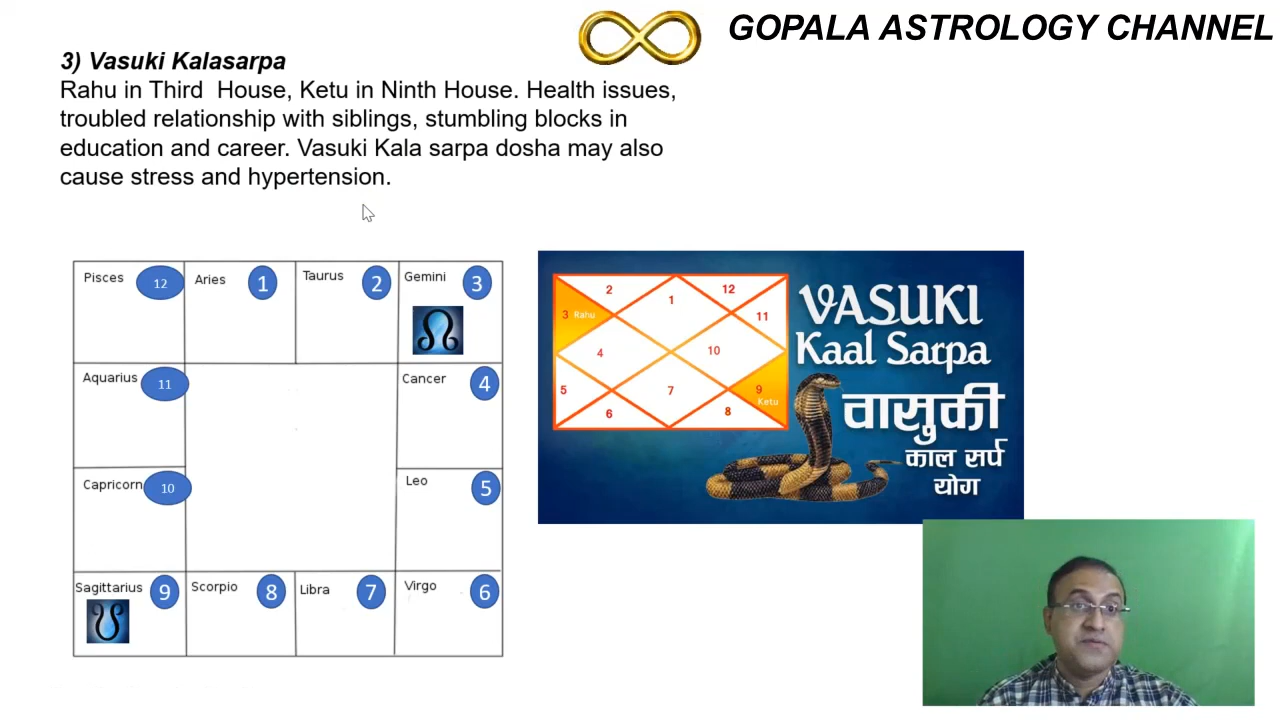 GOPALA ASTROLOGY CHANNEL
3) Vasuki Kalasarpa
Rahu in Third House, Ketu in Ninth House. Health issues,
troubled relationship with siblings, stumbling blocks in
education and career. Vasuki Kala sarpa dosha may also
cause stress and hypertension.
Pisces 12 Aries 1 Taurus 2 Gemini 3
Aquarius 11 Cancer 4
Capricorn 10 Leo 5
Sagittarius 9 Scorpio 8 Libra 7 Virgo 6
2 1 12
3 Rahu 11
4 10
5 7 9
Ketu
6 8
VASUKI
Kaal Sarpa
वासुकी
काल सर्प
योग